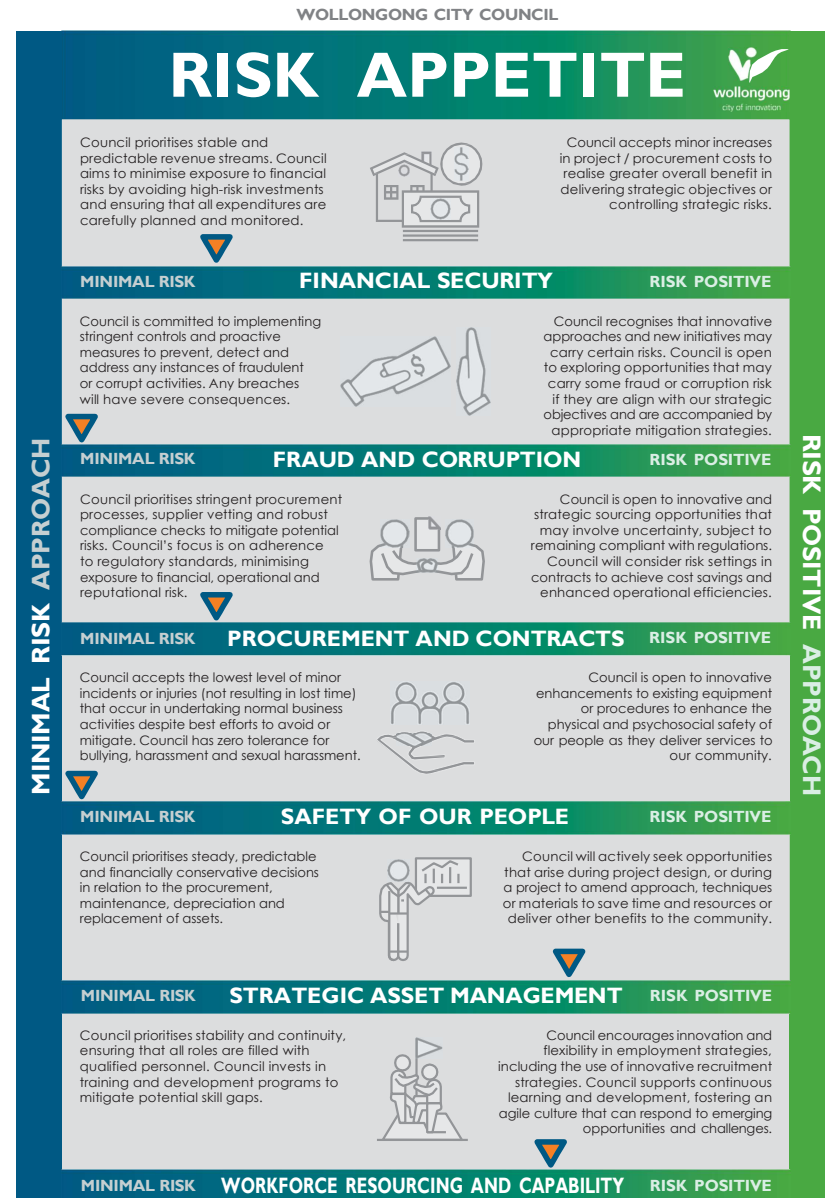 WOLLONGONG CITY COUNCIL
RISK APPETITE
wollongong
city of innovation
MINIMAL RISK APPROACH
RISK POSITIVE APPROACH
Council prioritises stable and
predictable revenue streams. Council
aims to minimise exposure to financial
risks by avoiding high-risk investments
and ensuring that all expenditures are
carefully planned and monitored.
Council accepts minor increases
in project / procurement costs to
realise greater overall benefit in
delivering strategic objectives or
controlling strategic risks.
$
$
MINIMAL RISK FINANCIAL SECURITY RISK POSITIVE
Council is committed to implementing
stringent controls and proactive
measures to prevent, detect and
address any instances of fraudulent
or corrupt activities. Any breaches
will have severe consequences.
$
Council recognises that innovative
approaches and new initiatives may
carry certain risks. Council is open
to exploring opportunities that may
carry some fraud or corruption risk
if they are align with our strategic
objectives and are accompanied by
appropriate mitigation strategies.
MINIMAL RISK FRAUD AND CORRUPTION RISK POSITIVE
Council prioritises stringent procurement
processes, supplier vetting and robust
compliance checks to mitigate potential
risks. Council's focus is on adherence
to regulatory standards, minimising
exposure to financial, operational and
reputational risk.
Council is open to innovative and
strategic sourcing opportunities that
may involve uncertainty, subject to
remaining compliant with regulations.
Council will consider risk settings in
contracts to achieve cost savings and
enhanced operational efficiencies.
MINIMAL RISK PROCUREMENT AND CONTRACTS RISK POSITIVE
Council accepts the lowest level of minor
incidents or injuries (not resulting in lost time)
that occur in undertaking normal business
activities despite best efforts to avoid or
mitigate. Council has zero tolerance for
bullying, harassment and sexual harassment.
Council is open to innovative
enhancements to existing equipment
or procedures to enhance the
physical and psychosocial safety of
our people as they deliver services to
our community.
MINIMAL RISK SAFETY OF OUR PEOPLE RISK POSITIVE
Council prioritises steady, predictable
and financially conservative decisions
in relation to the procurement,
maintenance, depreciation and
replacement of assets.
Council will actively seek opportunities
that arise during project design, or during
a project to amend approach, techniques
or materials to save time and resources or
deliver other benefits to the community.
MINIMAL RISK STRATEGIC ASSET MANAGEMENT RISK POSITIVE
Council prioritises stability and continuity,
ensuring that all roles are filled with
qualified personnel. Council invests in
training and development programs to
mitigate potential skill gaps.
Council encourages innovation and
flexibility in employment strategies,
including the use of innovative recruitment
strategies. Council supports continuous
learning and development, fostering an
agile culture that can respond to emerging
opportunities and challenges.
MINIMAL RISK WORKFORCE RESOURCING AND CAPABILITY RISK POSITIVE